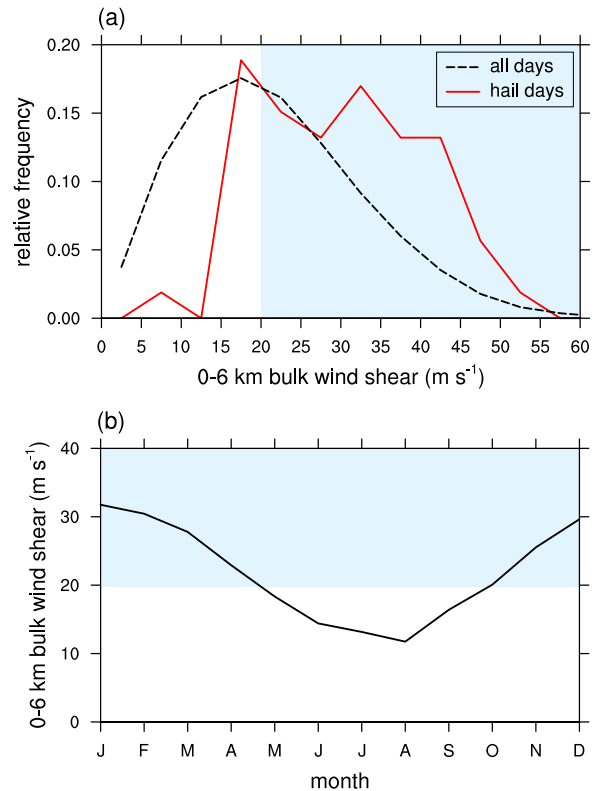 (a)
0.20
0.15
0.10
0.05
0.00
relative frequency
all days
hail days
0 5 10 15 20 25 30 35 40 45 50 55 60
0-6 km bulk wind shear (m s⁻¹)
(b)
40
30
20
10
0
0-6 km bulk wind shear (m s⁻¹)
J F M A M J J A S O N D
month